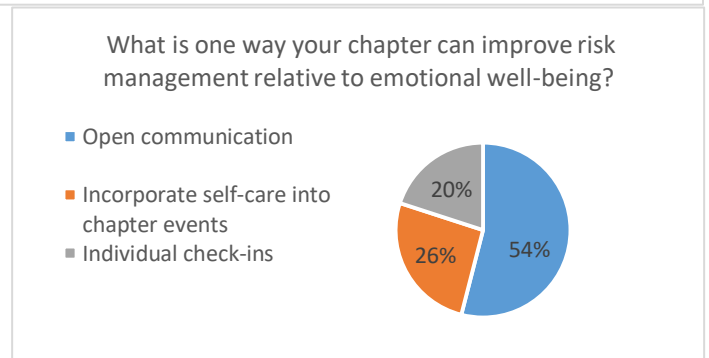 What is one way your chapter can improve risk
management relative to emotional well-being?
Open communication
Incorporate self-care into
chapter events
Individual check-ins
20%
26%
54%